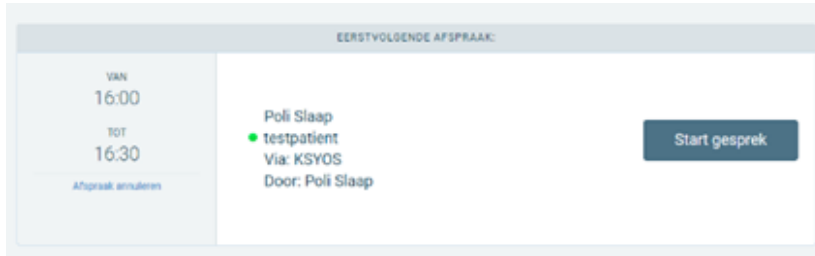 EERSTVOLGENDE AFSPRAAK:
VAN
16:00
TOT
16:30
Afspraak annuleren
Poli Slaap
testpatient
Via: KSYOS
Door: Poli Slaap
Start gesprek